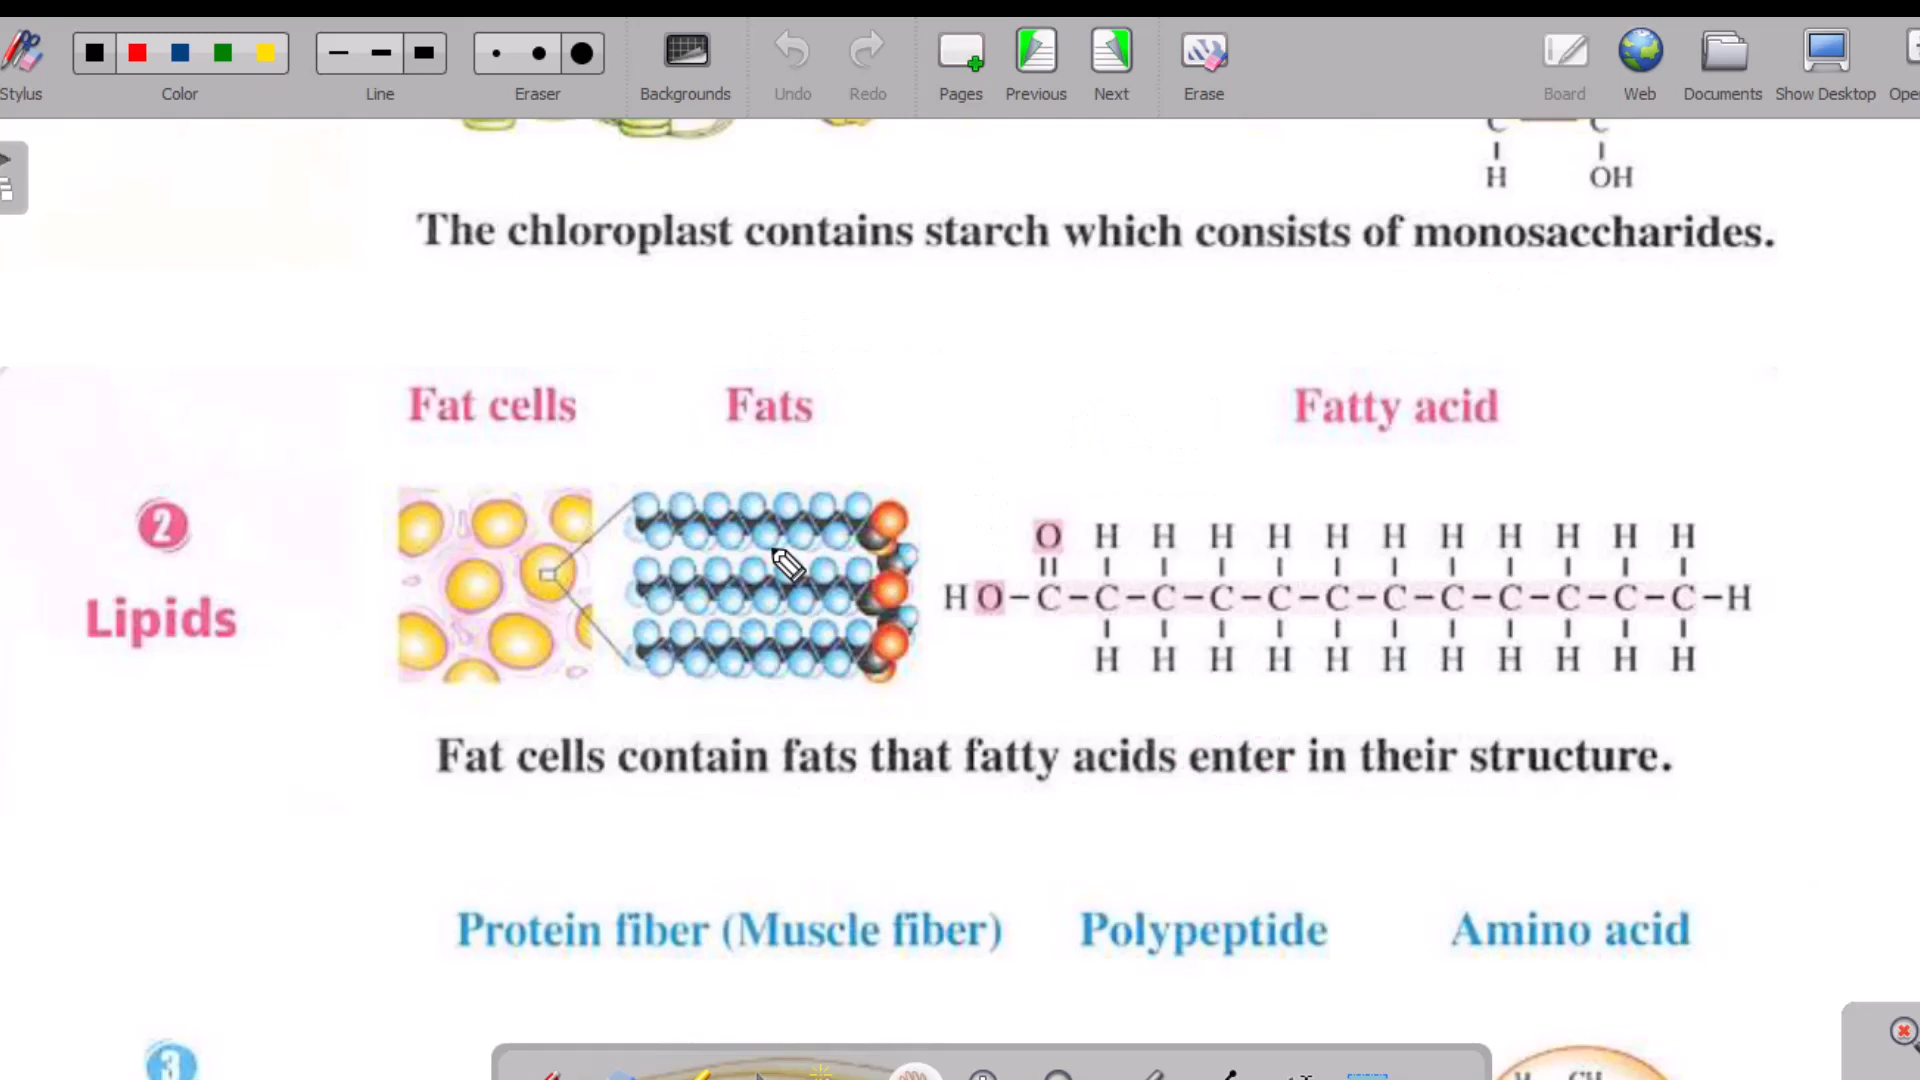 Stylus Color Line Eraser Backgrounds Undo Redo Pages Previous Next Erase Board Web Documents Show Desktop
C C
H OH
The chloroplast contains starch which consists of monosaccharides.
Fat cells Fats Fatty acid
2
Lipids
O H H H H H H H H H H H
HO-C-C-C-C-C-C-C-C-C-C-C-C-H
H H H H H H H H H H H
Fat cells contain fats that fatty acids enter in their structure.
Protein fiber (Muscle fiber) Polypeptide Amino acid
3